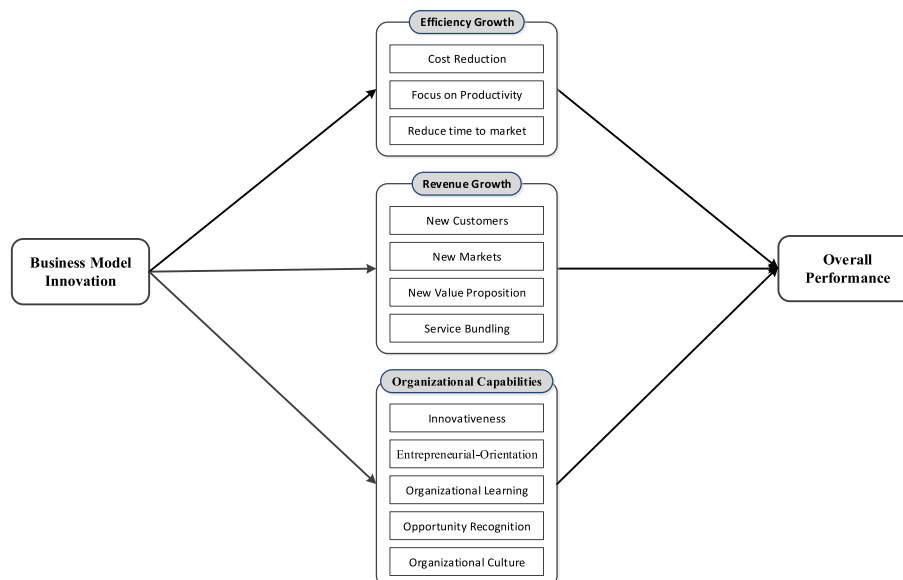 Efficiency Growth
Cost Reduction
Focus on Productivity
Reduce time to market
Revenue Growth
New Customers
New Markets
New Value Proposition
Service Bundling
Business Model
Innovation
Overall
Performance
Organizational Capabilities
Innovativeness
Entrepreneurial-Orientation
Organizational Learning
Opportunity Recognition
Organizational Culture